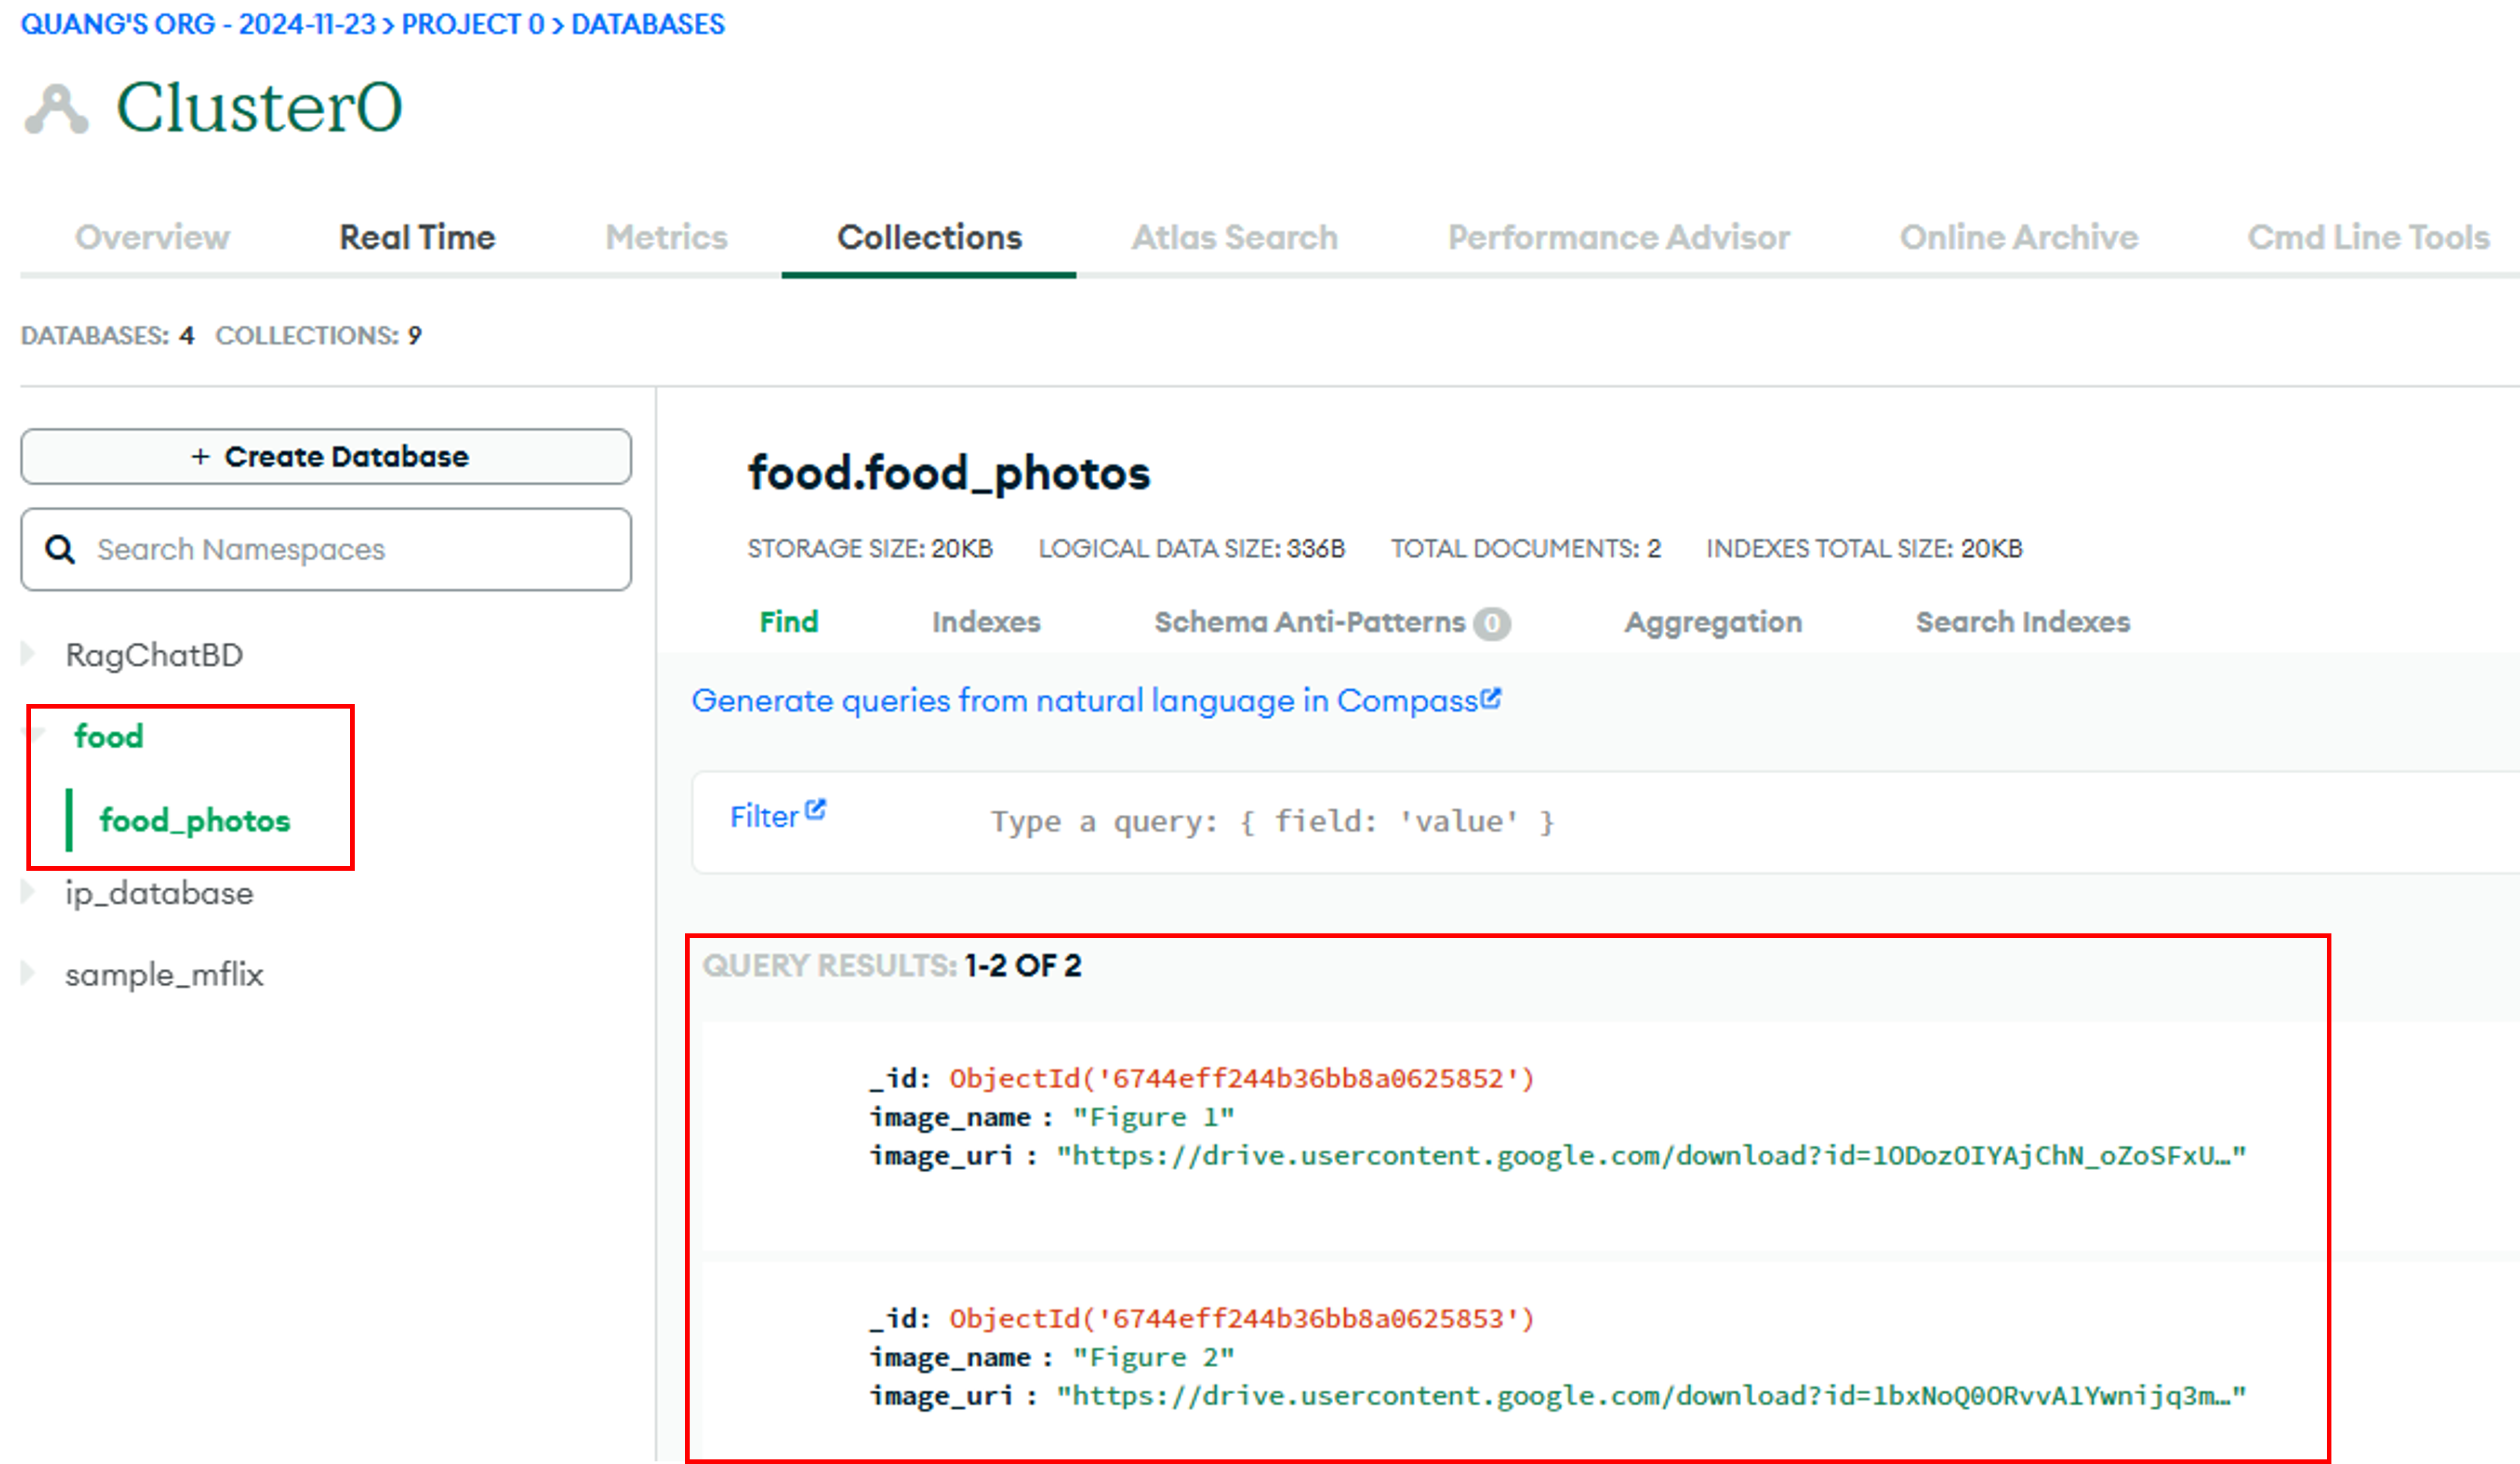 QUANG'S ORG - 2024-11-23 > PROJECT 0 > DATABASES
Cluster0
Overview Real Time Metrics Collections Atlas Search Performance Advisor Online Archive Cmd Line Tools
DATABASES: 4 COLLECTIONS: 9
+ Create Database
Search Namespaces
RagChatBD
food
food_photos
ip_database
sample_mflix
food.food_photos
STORAGE SIZE: 20KB LOGICAL DATA SIZE: 336B TOTAL DOCUMENTS: 2 INDEXES TOTAL SIZE: 20KB
Find Indexes Schema Anti-Patterns 0 Aggregation Search Indexes
Generate queries from natural language in Compass
Filter Type a query: { field: 'value' }
QUERY RESULTS: 1-2 OF 2
_id: ObjectId('6744eff244b36bb8a0625852')
image_name : "Figure 1"
image_uri : "https://drive.usercontent.google.com/download?id=1ODozOIYAjChN_oZoSFxU…"
_id: ObjectId('6744eff244b36bb8a0625853')
image_name : "Figure 2"
image_uri : "https://drive.usercontent.google.com/download?id=1bxNoQ0ORvvA1Ywnijq3m…"